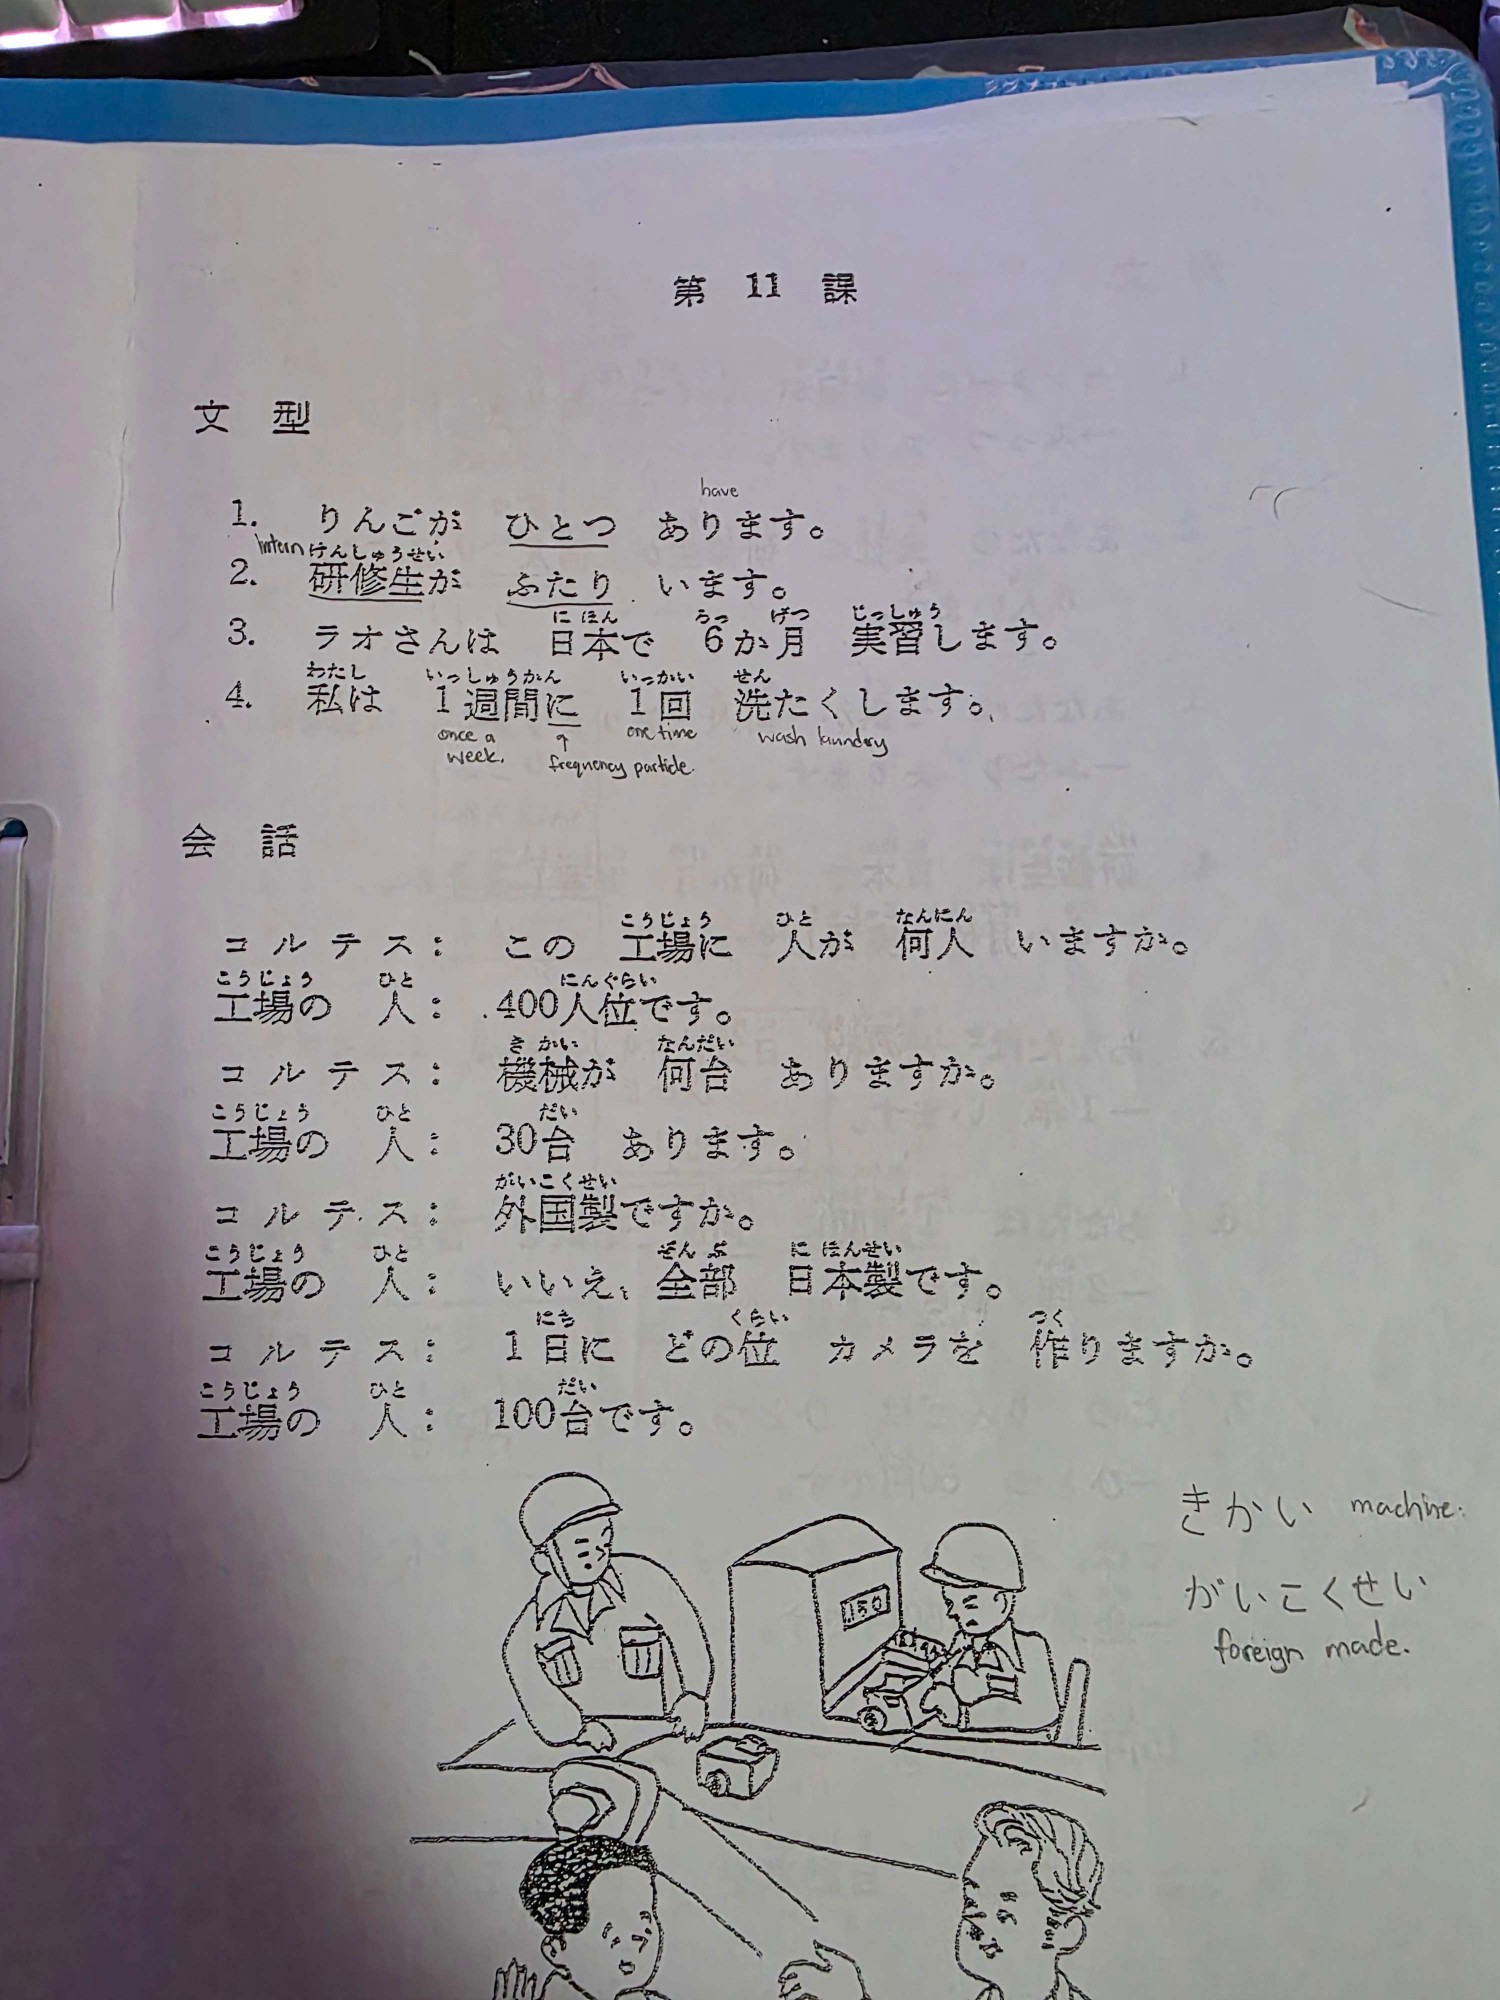 第 11 課
文 型
have
1. りんごが ひとつ あります。
intern けんしゅうせい
2. 研修生が ふたり います。
に ほん ろっ げつ じっしゅう
3. ラオさんは 日本で 6か月 実習します。
わたし いっしゅうかん いっかい せん
4. 私は 1週間に 1回 洗たくします。
once a week. ↑ frequency particle. one time wash laundry
会 話
こうじょう ひと なんにん
コルテス: この 工場に 人が 何人 いますか。
こうじょう ひと にんぐらい
工場の 人: 400人位です。
き かい なんだい
コルテス: 機械が 何台 ありますか。
こうじょう ひと だい
工場の 人: 30台 あります。
がいこくせい
コルテス: 外国製ですか。
こうじょう ひと ぜん ぶ に ほんせい
工場の 人: いいえ、全部 日本製です。
にち くらい つく
コルテス: 1日に どの位 カメラを 作りますか。
こうじょう ひと だい
工場の 人: 100台です。
きかい machine.
がいこくせい
foreign made.
150